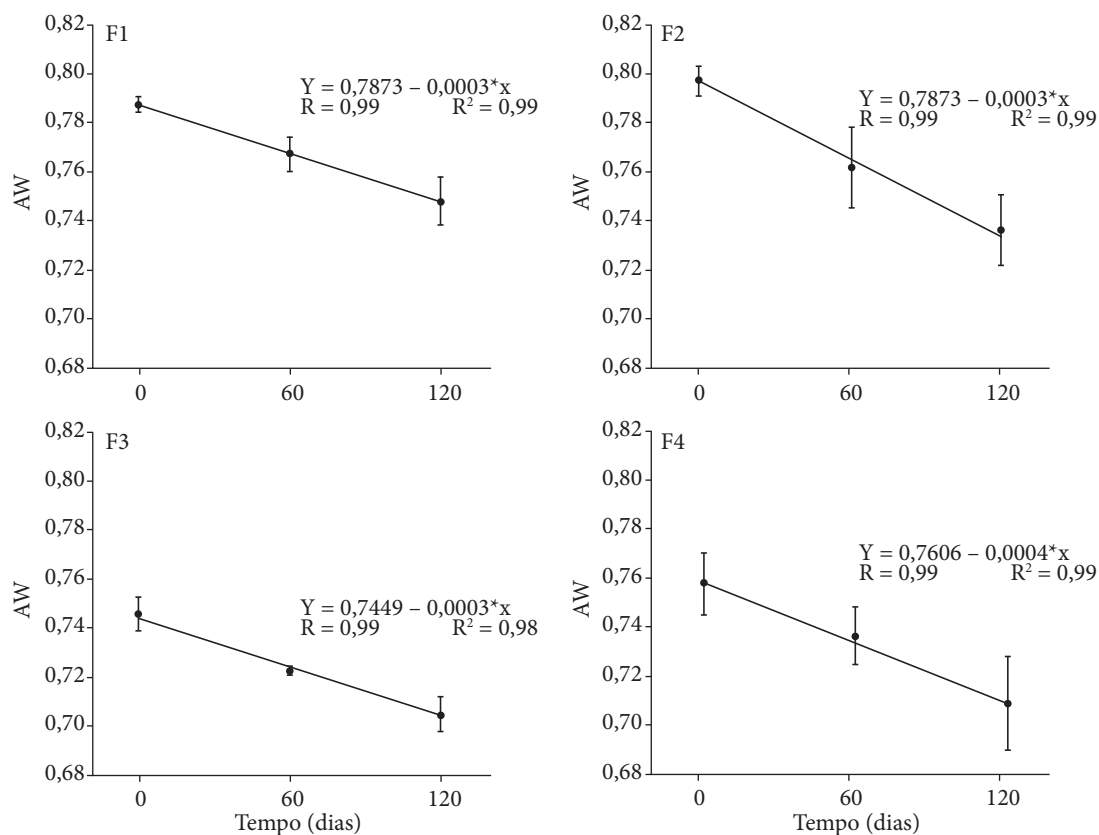 0,82
F1
0,80
0,78
0,76
0,74
0,72
0,70
0,68
AW
Y = 0,7873 – 0,0003*x
R = 0,99 R² = 0,99
0 60 120
0,82
F2
0,80
0,78
0,76
0,74
0,72
0,70
0,68
AW
Y = 0,7873 – 0,0003*x
R = 0,99 R² = 0,99
0 60 120
0,82
F3
0,80
0,78
0,76
0,74
0,72
0,70
0,68
AW
Y = 0,7449 – 0,0003*x
R = 0,99 R² = 0,98
0 60 120
Tempo (dias)
0,82
F4
0,80
0,78
0,76
0,74
0,72
0,70
0,68
AW
Y = 0,7606 – 0,0004*x
R = 0,99 R² = 0,99
0 60 120
Tempo (dias)